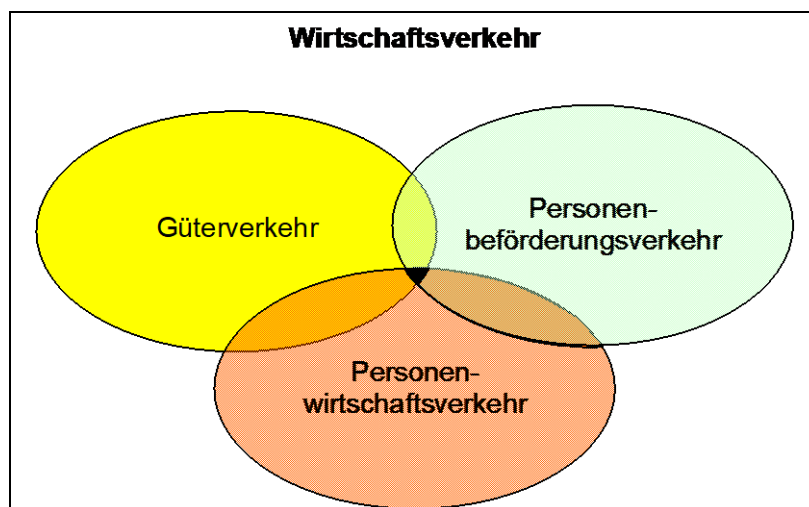 Wirtschaftsverkehr
Güterverkehr
Personen-
beförderungsverkehr
Personen-
wirtschaftsverkehr